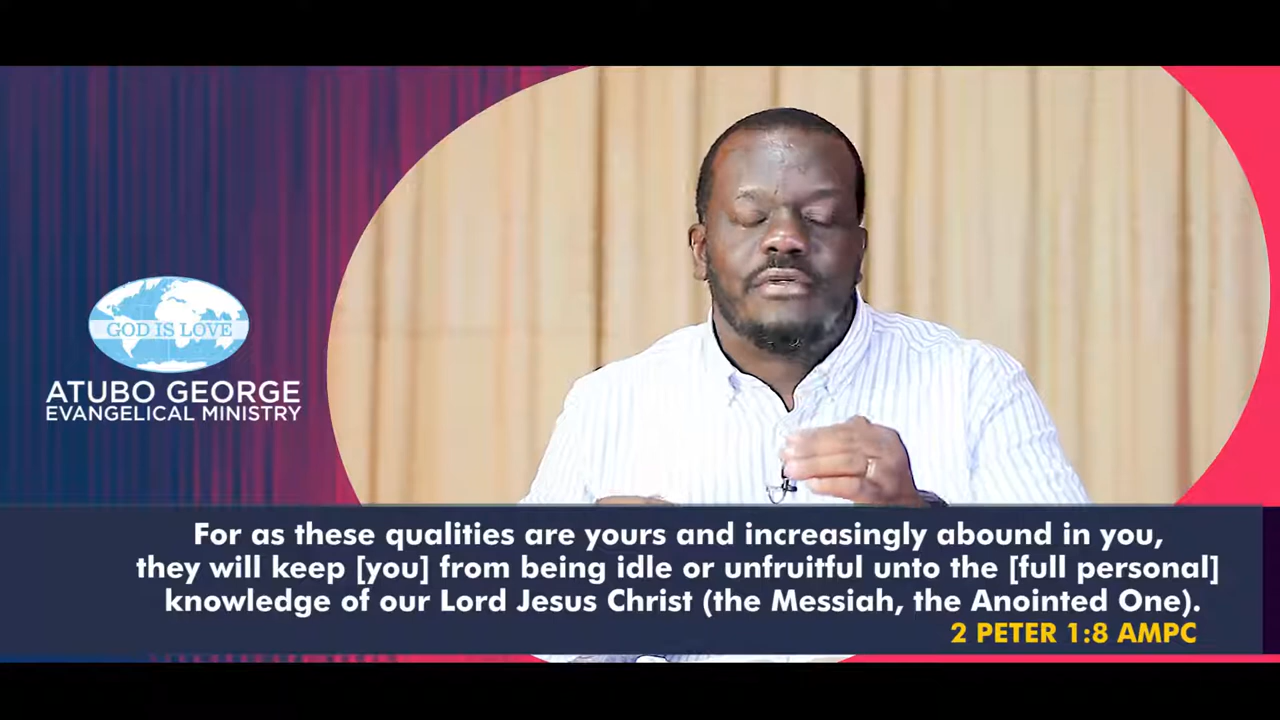 GOD IS LOVE
ATUBO GEORGE
EVANGELICAL MINISTRY
For as these qualities are yours and increasingly abound in you,
they will keep [you] from being idle or unfruitful unto the [full personal]
knowledge of our Lord Jesus Christ (the Messiah, the Anointed One).
2 PETER 1:8 AMPC